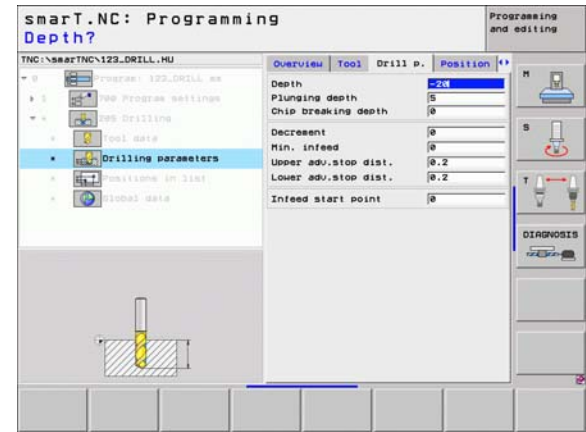 smarT.NC: Programming
Depth?
Programming
and editing
TNC:\smarTNC\123_DRILL.HU
0 Program: 123_DRILL mm
1 700 Program settings
205 Drilling
Tool data
Drilling parameters
Positions in list
Global data
Overview Tool Drill p. Position
Depth -20
Plunging depth 5
Chip breaking depth 0
Decrement 0
Min. infeed 0
Upper adv.stop dist. 0.2
Lower adv.stop dist. 0.2
Infeed start point 0
M
S
T
DIAGNOSIS